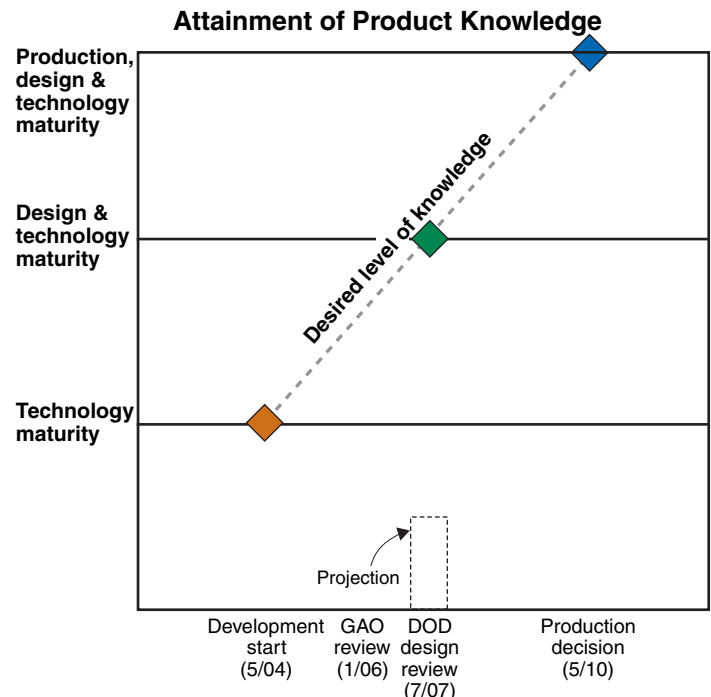 Attainment of Product Knowledge
Production,
design &
technology
maturity
Design &
technology
maturity
Desired level of knowledge
Technology
maturity
Projection
Development
start
(5/04)
GAO
review
(1/06)
DOD
design
review
(7/07)
Production
decision
(5/10)